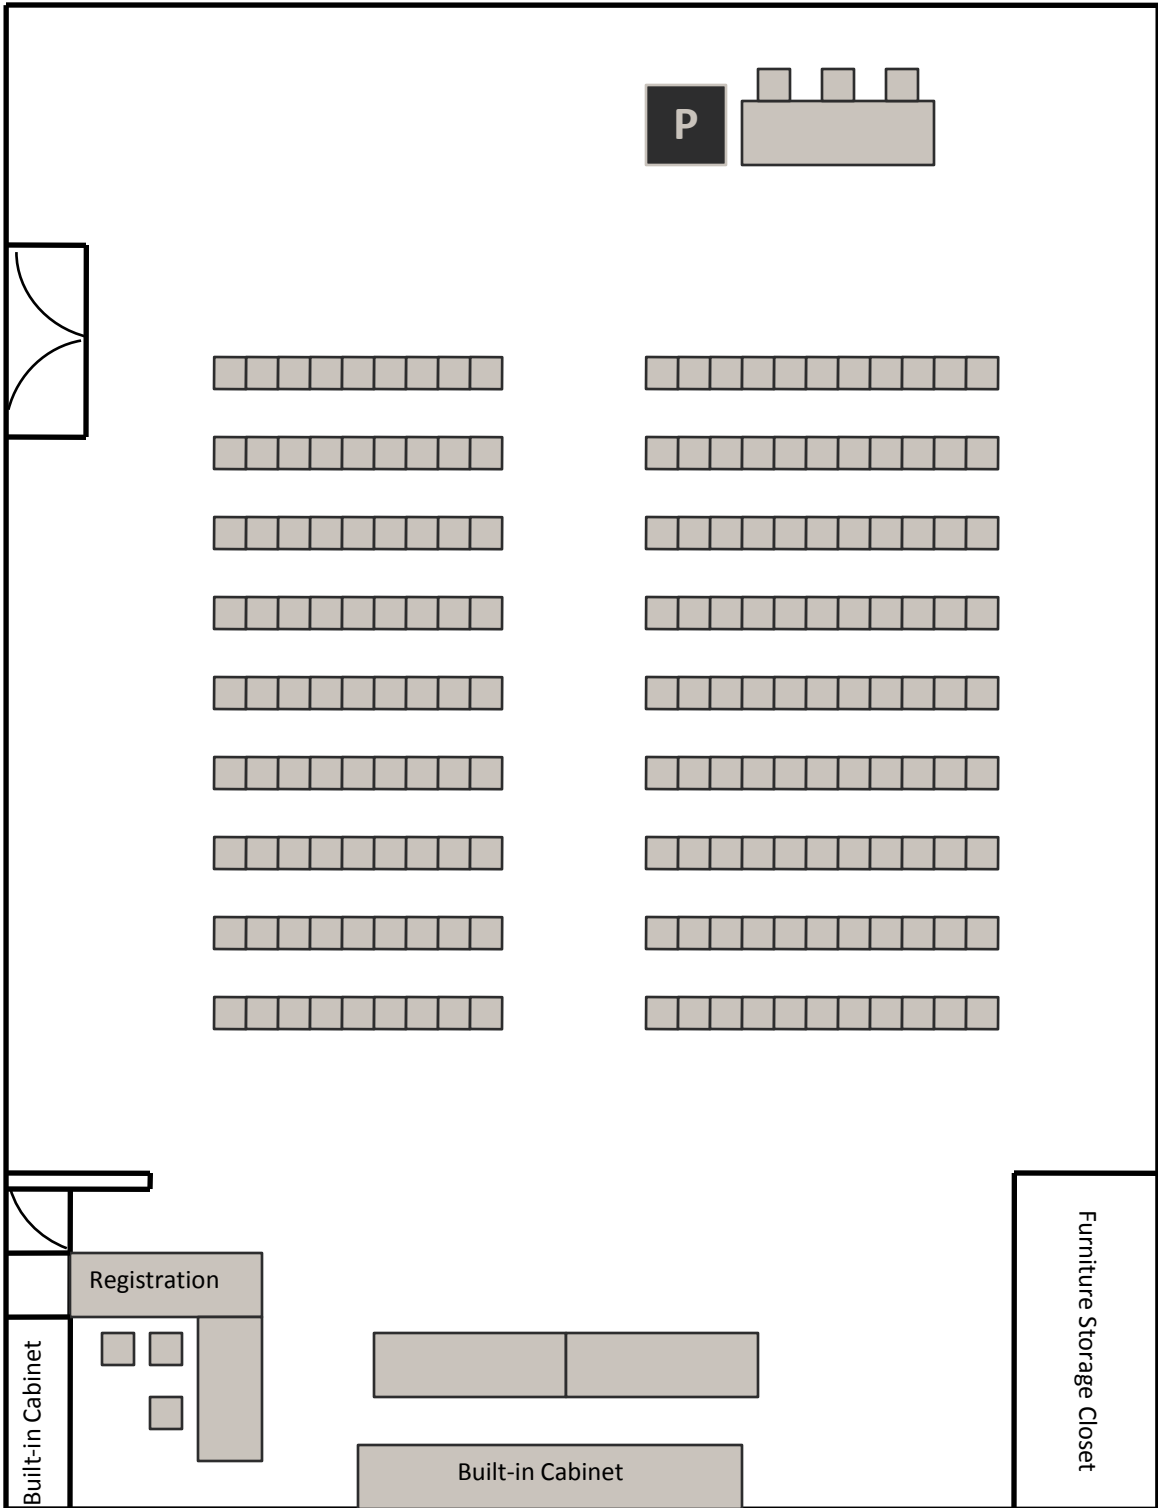 P
Registration
Furniture Storage Closet
Built-in Cabinet
Built-in Cabinet